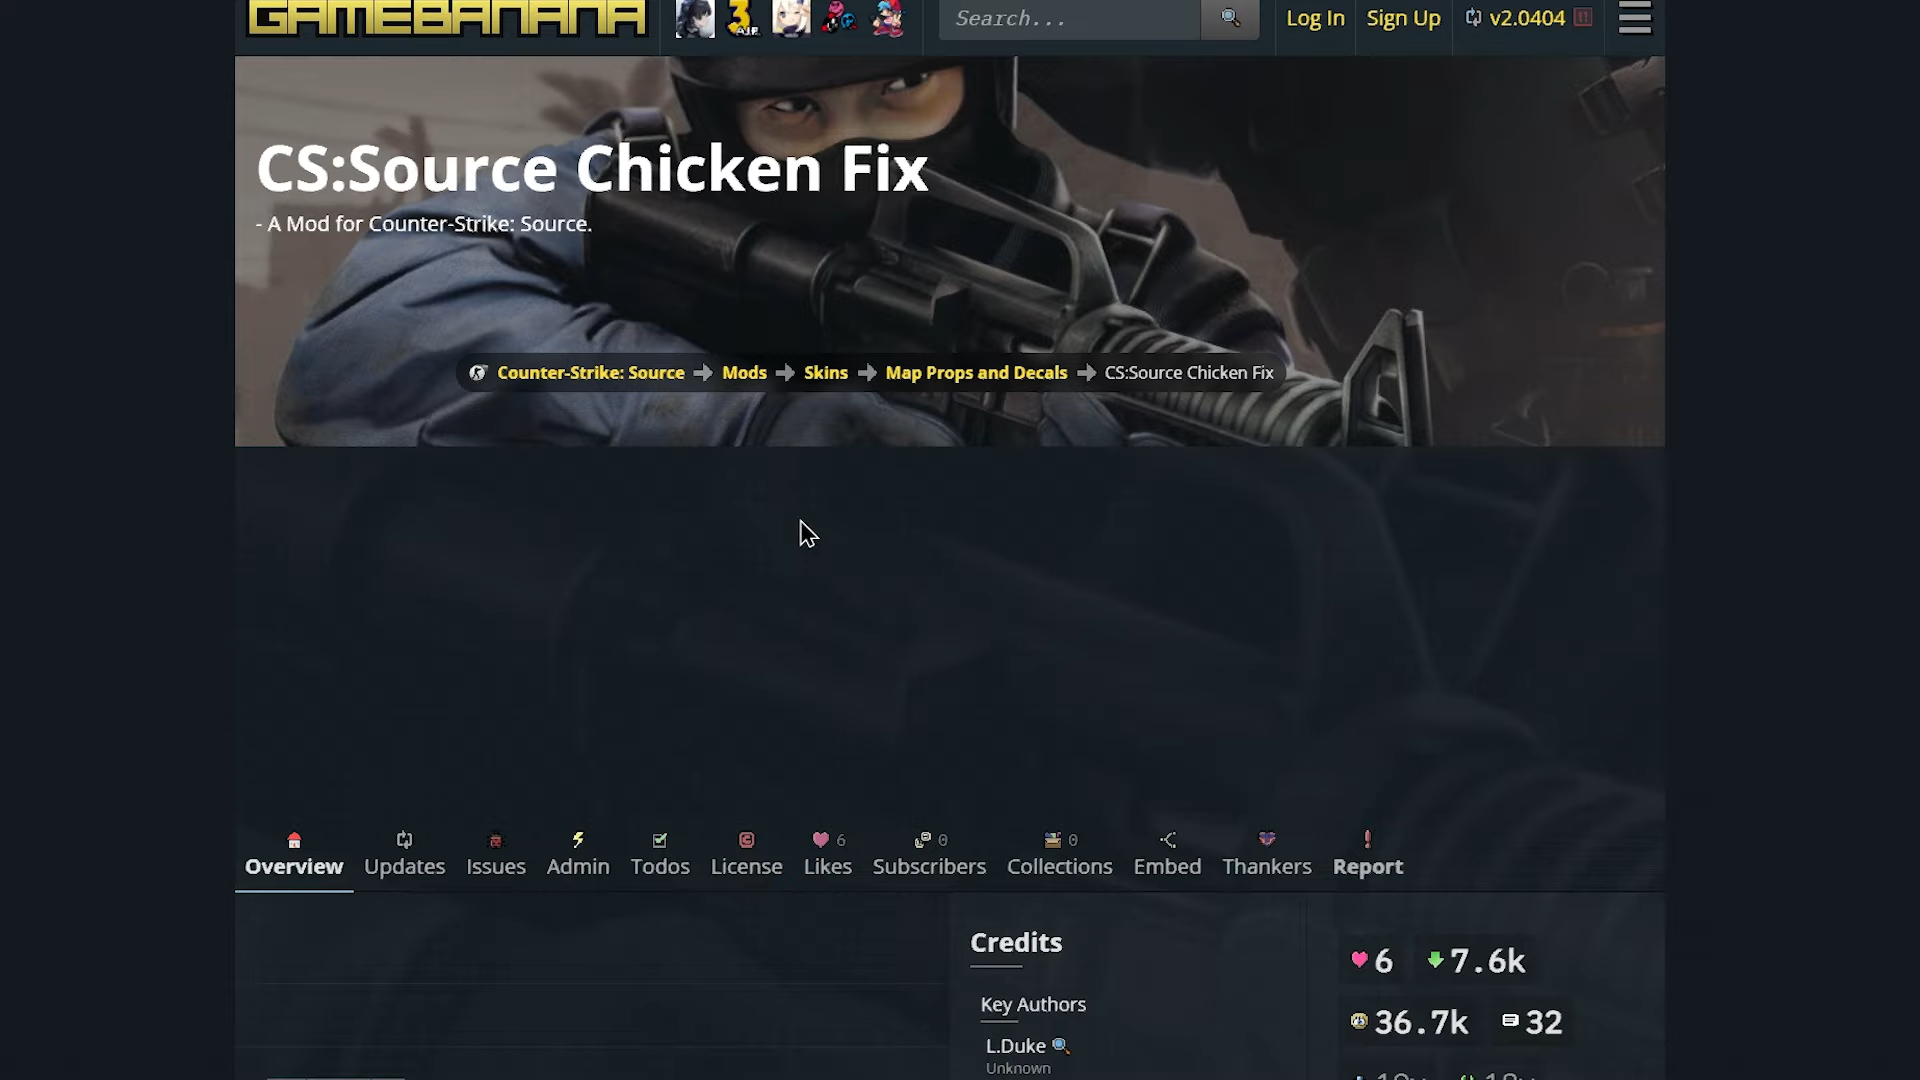 GAMEBANANA
Search...
Log In
Sign Up
v2.0404
CS:Source Chicken Fix
- A Mod for Counter-Strike: Source.
Counter-Strike: Source
Mods
Skins
Map Props and Decals
CS:Source Chicken Fix
6
0
0
Overview
Updates
Issues
Admin
Todos
License
Likes
Subscribers
Collections
Embed
Thankers
Report
Credits
Key Authors
L.Duke
Unknown
6
7.6k
36.7k
32